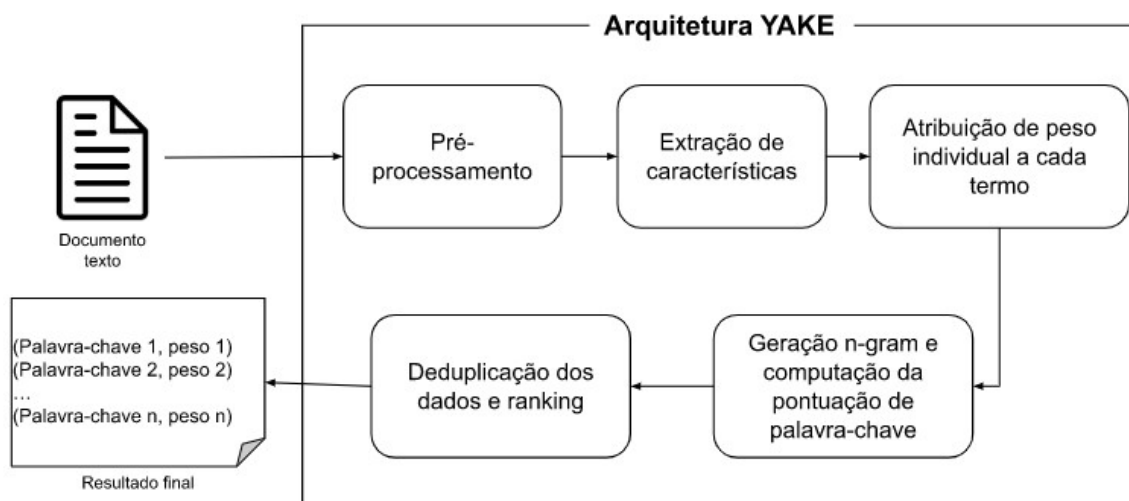 Arquitetura YAKE
Documento
texto
Pré-
processamento
Extração de
características
Atribuição de peso
individual a cada
termo
Geração n-gram e
computação da
pontuação de
palavra-chave
Deduplicação dos
dados e ranking
(Palavra-chave 1, peso 1)
(Palavra-chave 2, peso 2)
...
(Palavra-chave n, peso n)
Resultado final